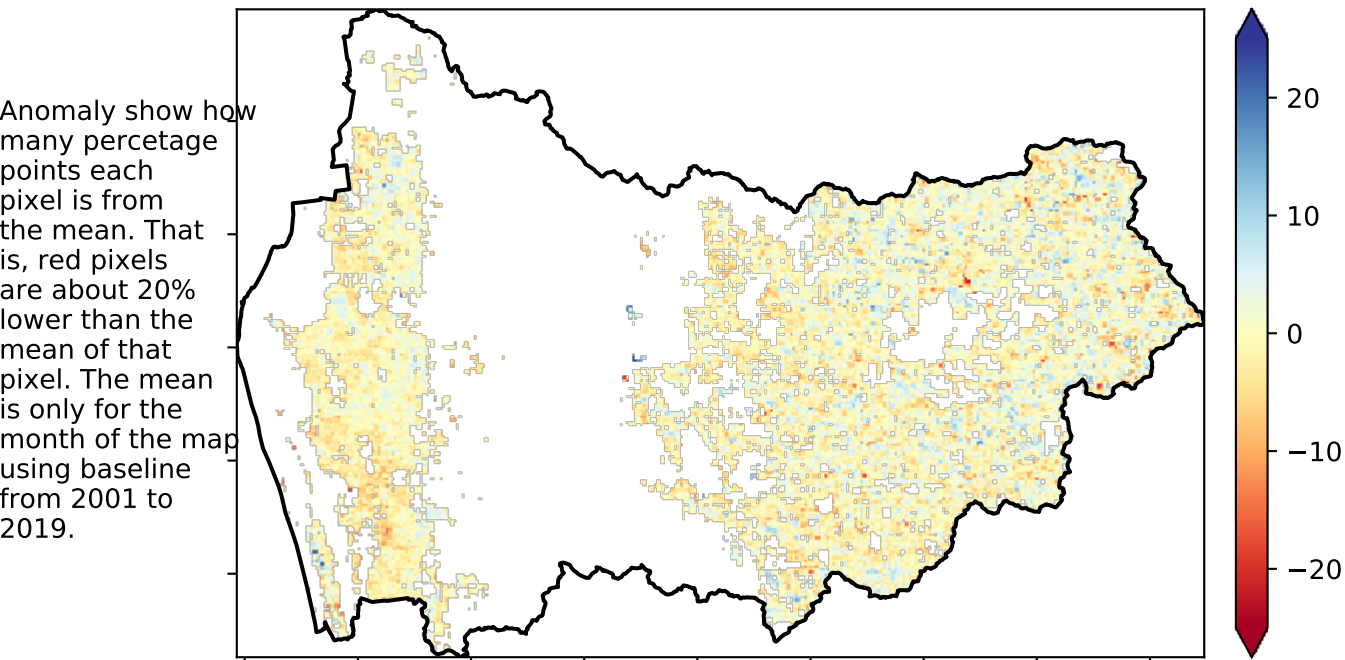 Anomaly show how
many percetage
points each
pixel is from
the mean. That
is, red pixels
are about 20%
lower than the
mean of that
pixel. The mean
is only for the
month of the map
using baseline
from 2001 to
2019.
20
10
0
−10
−20